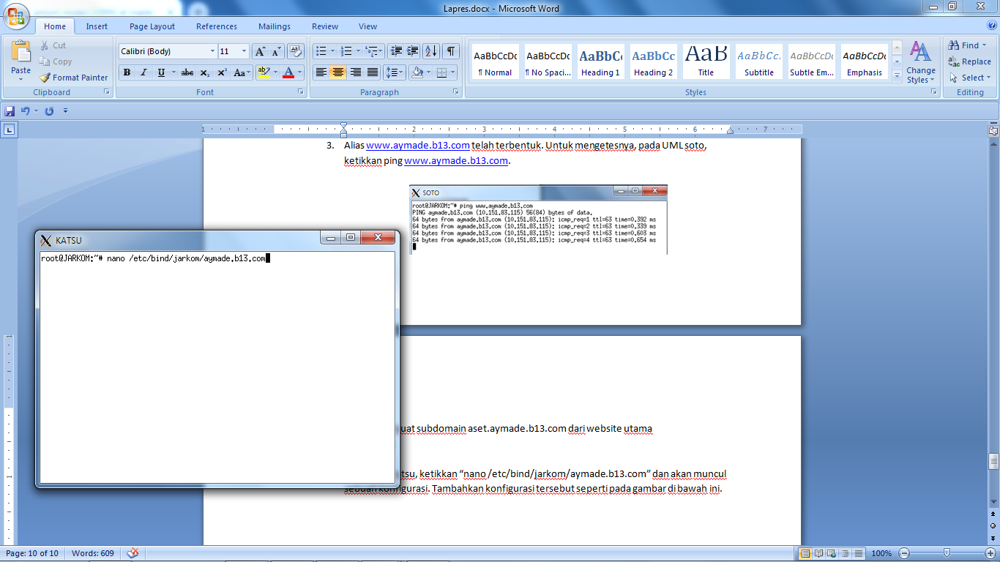 Lapres.docx - Microsoft Word
Home Insert Page Layout References Mailings Review View
Paste
Cut
Copy
Format Painter
Clipboard
Calibri (Body) 11
Font
Paragraph
AaBbCcDc AaBbCcDc AaBbCc AaBbCc AaB AaBbCc. AaBbCcDc AaBbCcDc
¶ Normal ¶ No Spaci... Heading 1 Heading 2 Title Subtitle Subtle Em... Emphasis
Change Styles
Styles
Find
Replace
Select
Editing
1 1 2 3 4 5 6 7
3. Alias www.aymade.b13.com telah terbentuk. Untuk mengetesnya, pada UML soto,
ketikkan ping www.aymade.b13.com.
SOTO
root@JARKOM:~# ping www.aymade.b13.com
PING aymade.b13.com (10.151.83.115) 56(84) bytes of data.
64 bytes from aymade.b13.com (10.151.83.115): icmp_req=1 ttl=63 time=0.392 ms
64 bytes from aymade.b13.com (10.151.83.115): icmp_req=2 ttl=63 time=0.339 ms
64 bytes from aymade.b13.com (10.151.83.115): icmp_req=3 ttl=63 time=0.603 ms
64 bytes from aymade.b13.com (10.151.83.115): icmp_req=4 ttl=63 time=0.654 ms
KATSU
root@JARKOM:~# nano /etc/bind/jarkom/aymade.b13.com
uat subdomain aset.aymade.b13.com dari website utama
tsu, ketikkan “nano /etc/bind/jarkom/aymade.b13.com” dan akan muncul
sebuah konfigurasi. Tambahkan konfigurasi tersebut seperti pada gambar di bawah ini.
Page: 10 of 10 Words: 609 100%